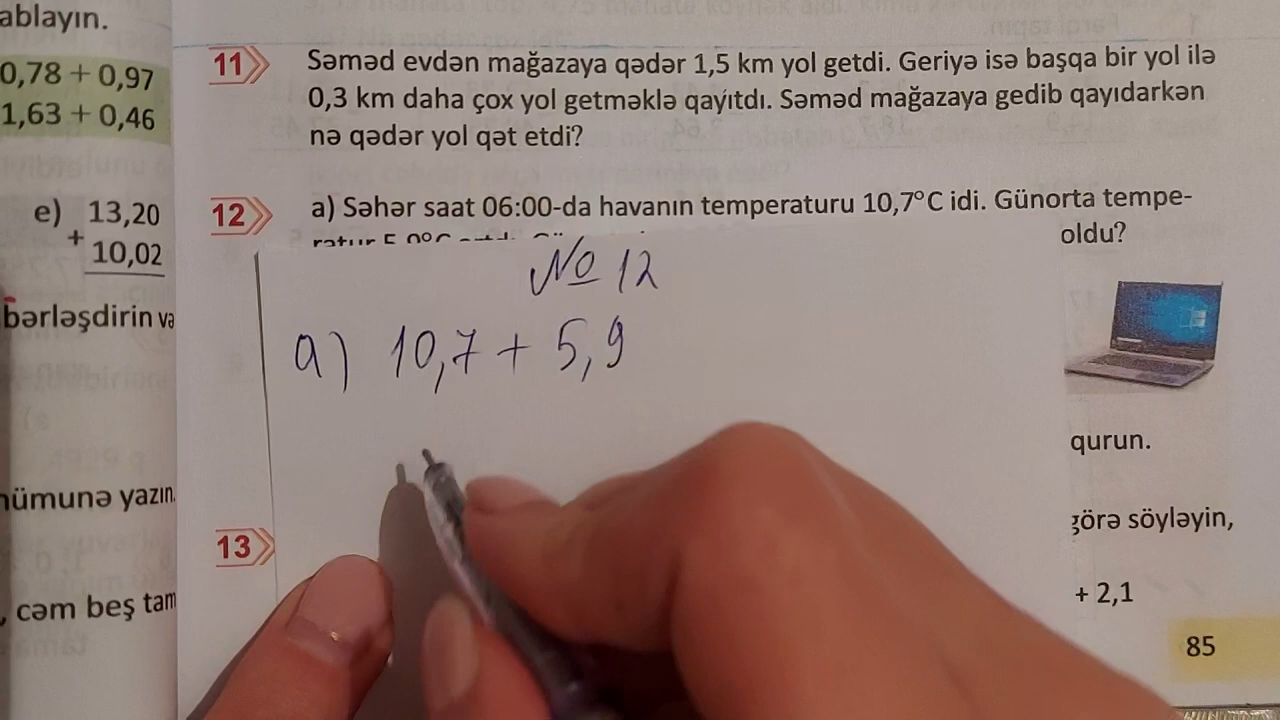 ablayın.
0,78 + 0,97
1,63 + 0,46
e) 13,20
+ 10,02
bərləşdirin və
nümunə yazın.
, cəm beş tam
11 Səməd evdən mağazaya qədər 1,5 km yol getdi. Geriyə isə başqa bir yol ilə
0,3 km daha çox yol getməklə qayıtdı. Səməd mağazaya gedib qayıdarkən
nə qədər yol qət etdi?
12 a) Səhər saat 06:00-da havanın temperaturu 10,7°C idi. Günorta tempe-
oldu?
№ 12
a) 10,7 + 5,9
qurun.
13 görə söyləyin,
+ 2,1
85